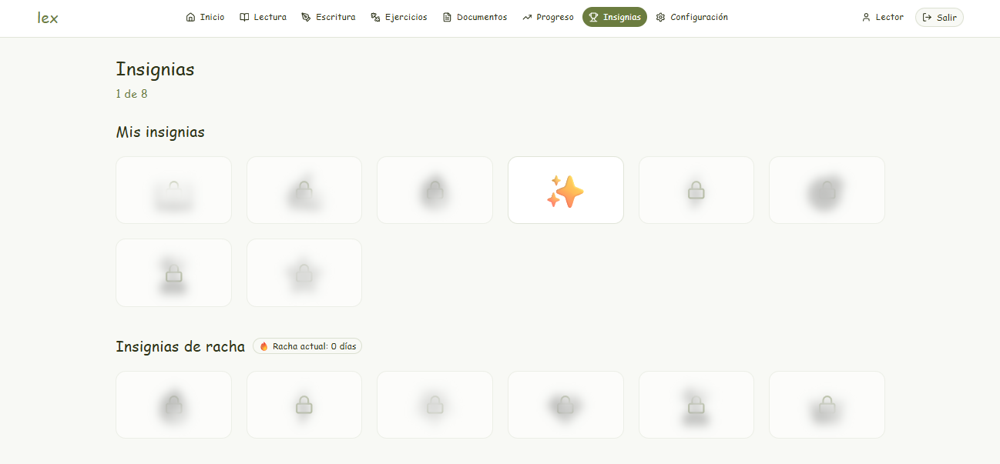 lex
Inicio
Lectura
Escritura
Ejercicios
Documentos
Progreso
Insignias
Configuración
Lector
Salir
Insignias
1 de 8
Mis insignias
Insignias de racha
Racha actual: 0 días